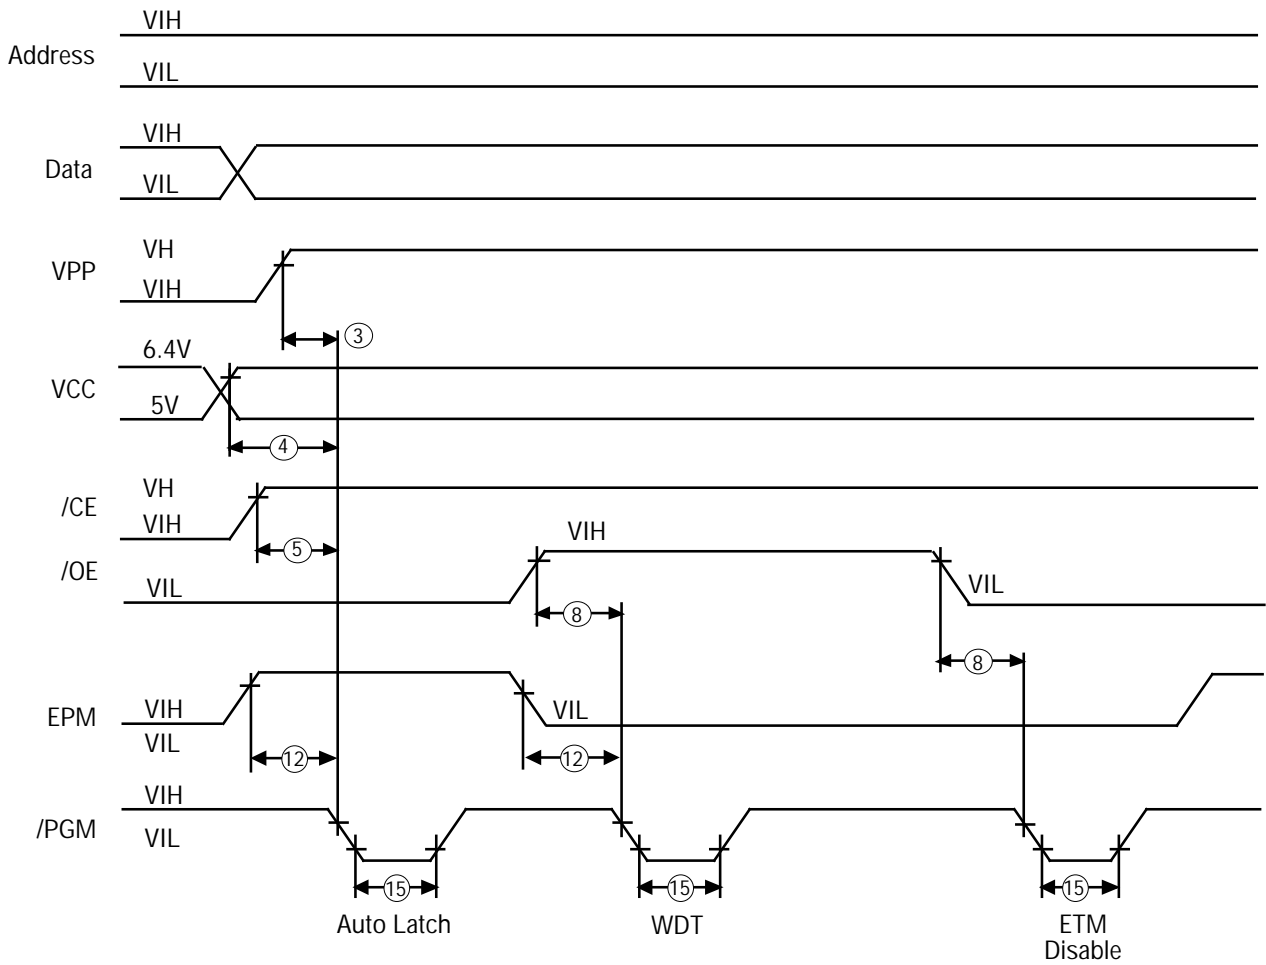 VIH
Address
VIL
VIH
Data
VIL
VH
VPP
VIH
3
6.4V
VCC
5V
4
VH
/CE
VIH
5
VIH
/OE
VIL
VIL
8
8
EPM
VIH
VIL
VIL
12
12
VIH
/PGM
VIL
15
15
15
Auto Latch
WDT
ETM
Disable